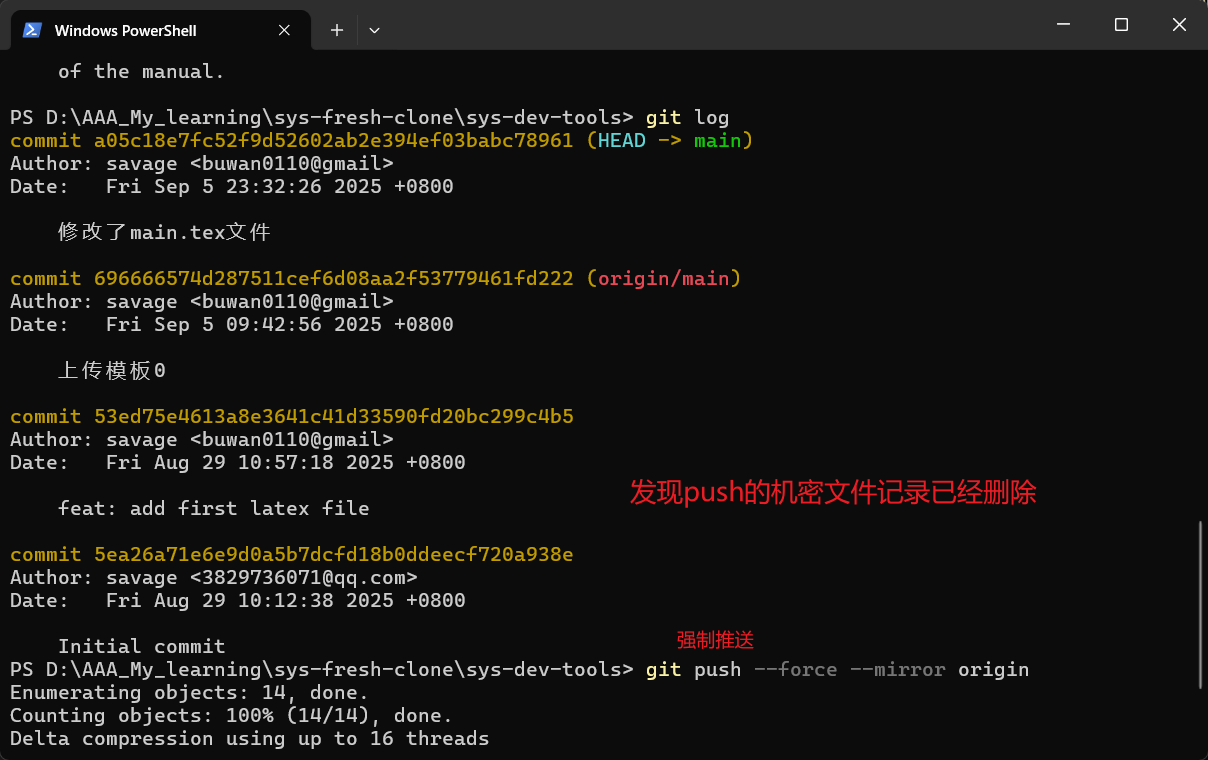 Windows PowerShell
of the manual.
PS D:\AAA_My_learning\sys-fresh-clone\sys-dev-tools> git log
commit a05c18e7fc52f9d52602ab2e394ef03babc78961 (HEAD -> main)
Author: savage <buwan0110@gmail>
Date:   Fri Sep 5 23:32:26 2025 +0800
修改了main.tex文件
commit 696666574d287511cef6d08aa2f53779461fd222 (origin/main)
Author: savage <buwan0110@gmail>
Date:   Fri Sep 5 09:42:56 2025 +0800
上传模板0
commit 53ed75e4613a8e3641c41d33590fd20bc299c4b5
Author: savage <buwan0110@gmail>
Date:   Fri Aug 29 10:57:18 2025 +0800
发现push的机密文件记录已经删除
feat: add first latex file
commit 5ea26a71e6e9d0a5b7dcfd18b0ddeecf720a938e
Author: savage <3829736071@qq.com>
Date:   Fri Aug 29 10:12:38 2025 +0800
Initial commit
强制推送
PS D:\AAA_My_learning\sys-fresh-clone\sys-dev-tools> git push --force --mirror origin
Enumerating objects: 14, done.
Counting objects: 100% (14/14), done.
Delta compression using up to 16 threads